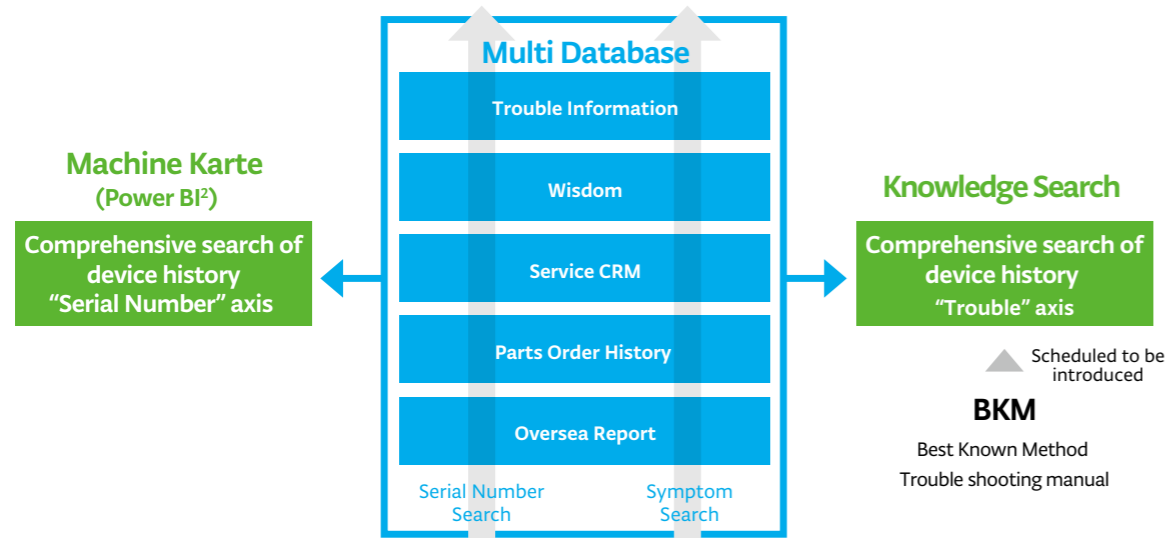 Multi Database
Trouble Information
Wisdom
Service CRM
Parts Order History
Oversea Report
Serial Number
Search
Symptom
Search
Machine Karte
(Power BI²)
Comprehensive search of
device history
“Serial Number” axis
Knowledge Search
Comprehensive search of
device history
“Trouble” axis
Scheduled to be
introduced
BKM
Best Known Method
Trouble shooting manual